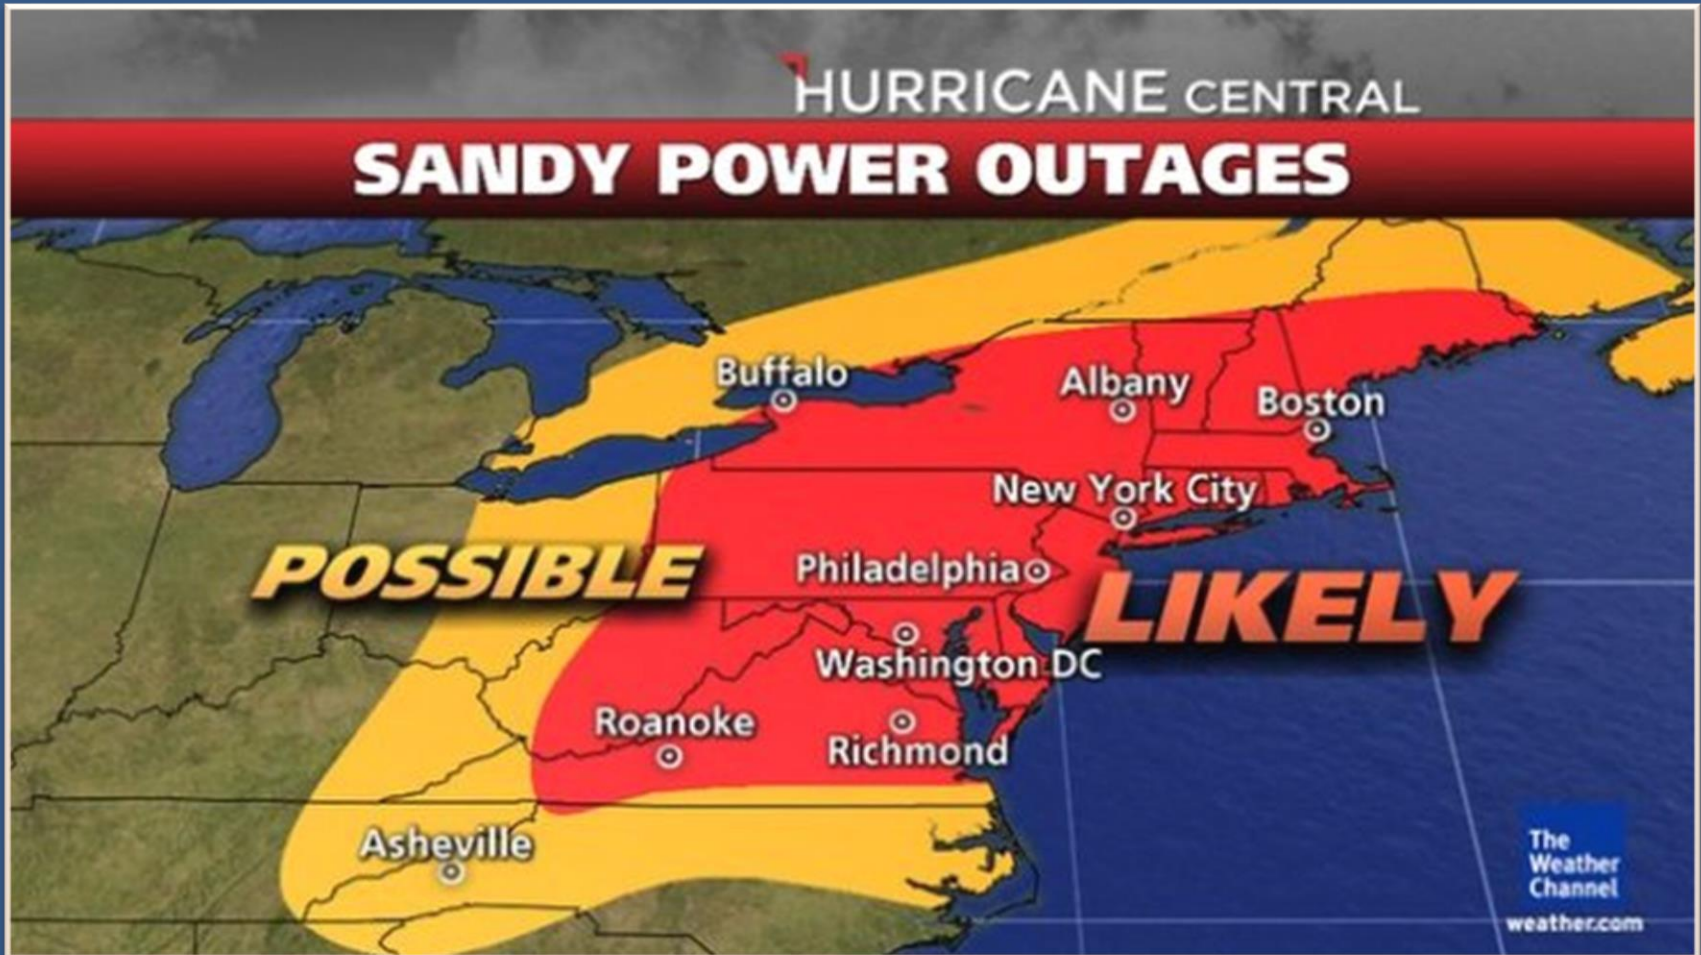 HURRICANE CENTRAL
SANDY POWER OUTAGES
Buffalo
Albany
Boston
New York City
POSSIBLE
Philadelphia
LIKELY
Washington DC
Roanoke
Richmond
Asheville
The
Weather
Channel
weather.com